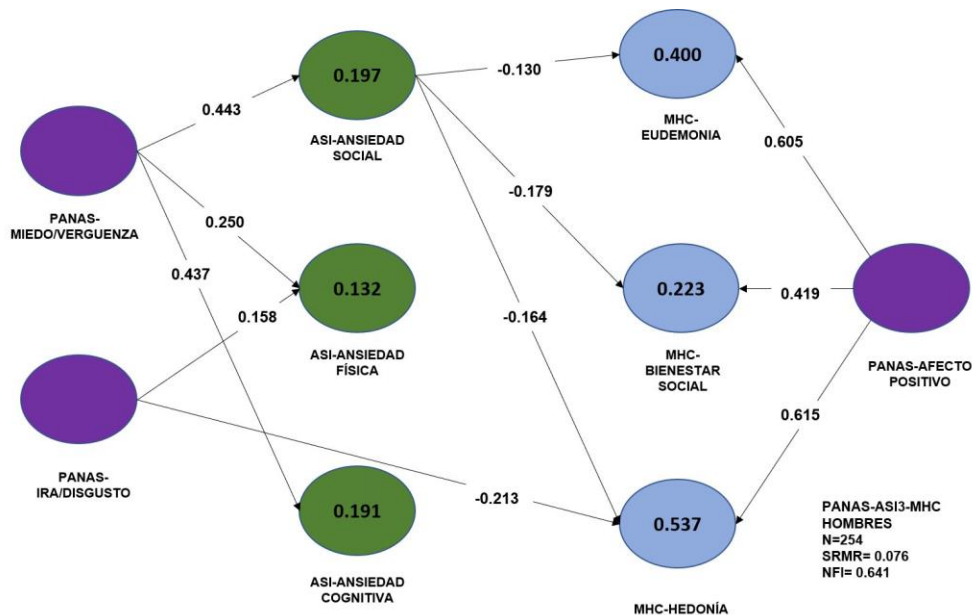 0.197
ASI-ANSIEDAD
SOCIAL
0.400
MHC-
EUDEMONIA
-0.130
0.443
0.605
PANAS-
MIEDO/VERGUENZA
-0.179
0.250
0.437
0.132
ASI-ANSIEDAD
FÍSICA
0.158
-0.164
0.223
MHC-
BIENESTAR
SOCIAL
0.419
PANAS-AFECTO
POSITIVO
0.615
PANAS-
IRA/DISGUSTO
-0.213
0.191
ASI-ANSIEDAD
COGNITIVA
0.537
MHC-HEDONÍA
PANAS-ASI3-MHC
HOMBRES
N=254
SRMR= 0.076
NFI= 0.641